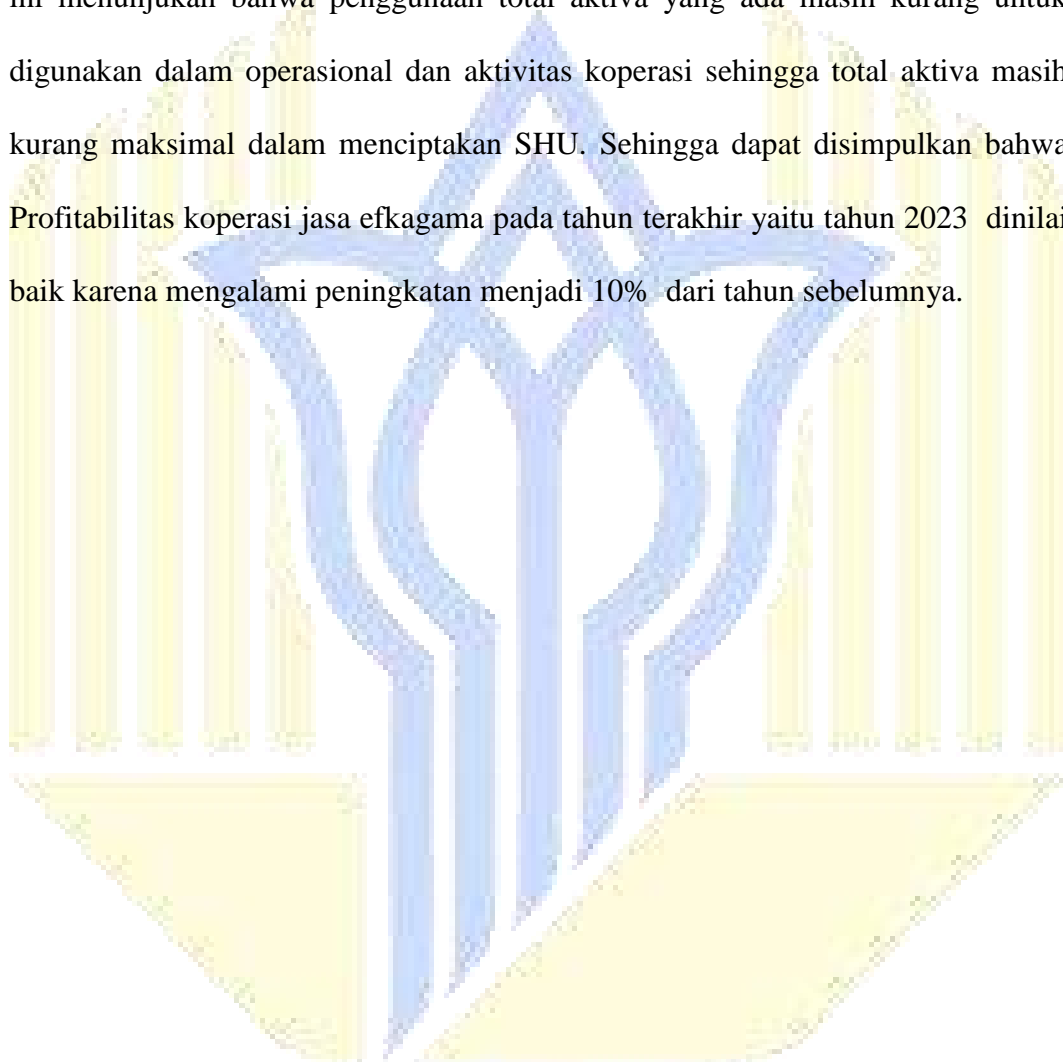 ini menunjukan bahwa penggunaan total aktiva yang ada masih kurang untuk
digunakan dalam operasional dan aktivitas koperasi sehingga total aktiva masih
kurang maksimal dalam menciptakan SHU. Sehingga dapat disimpulkan bahwa
Profitabilitas koperasi jasa efkagama pada tahun terakhir yaitu tahun 2023 dinilai
baik karena mengalami peningkatan menjadi 10% dari tahun sebelumnya.